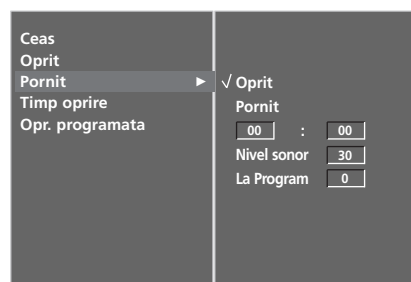 Ceas
Oprit
Pornit ►
Timp oprire
Opr. programata
√ Oprit
Pornit
00 : 00
Nivel sonor 30
La Program 0